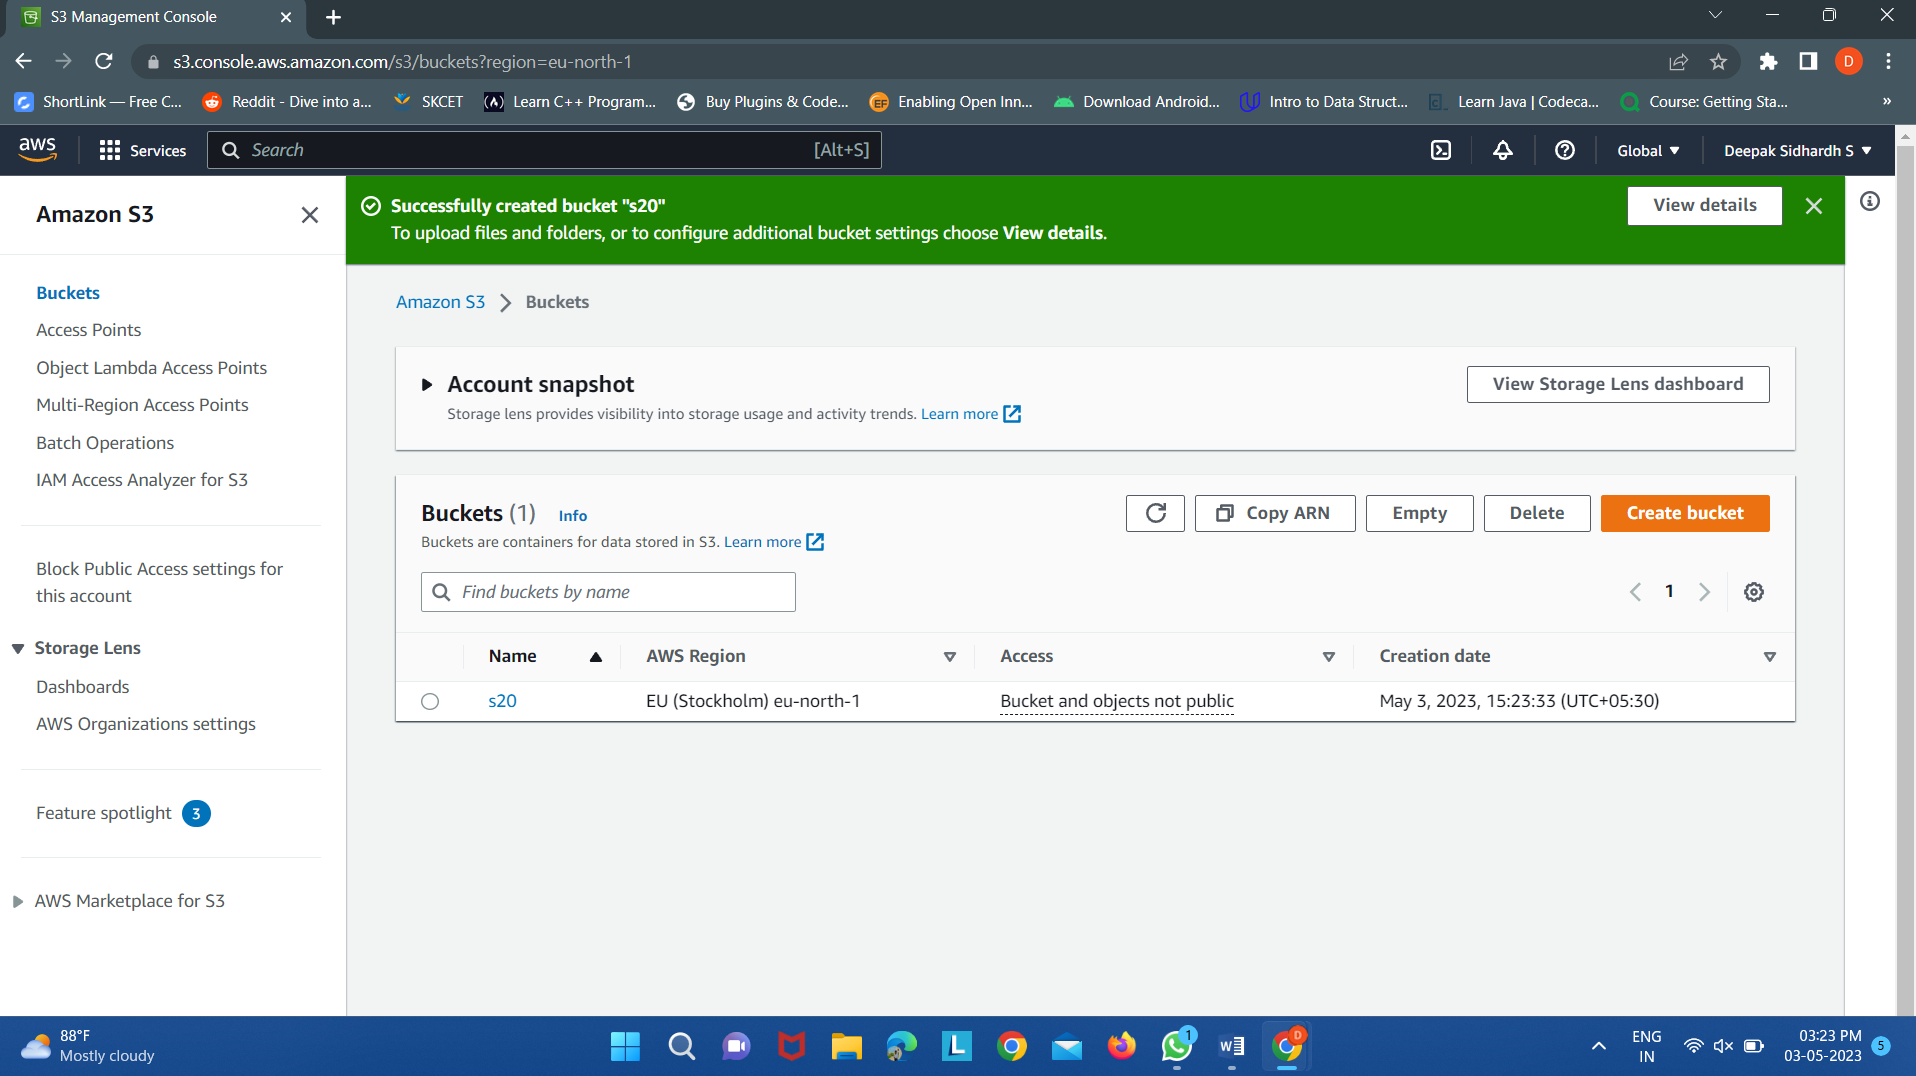 S3 Management Console
s3.console.aws.amazon.com/s3/buckets?region=eu-north-1
D
ShortLink — Free C...
Reddit - Dive into a...
SKCET
Learn C++ Program...
Buy Plugins & Code...
Enabling Open Inn...
Download Android...
Intro to Data Struct...
Learn Java | Codeca...
Course: Getting Sta...
»
aws
Services
Search
[Alt+S]
Global
Deepak Sidhardh S
Amazon S3
Buckets
Access Points
Object Lambda Access Points
Multi-Region Access Points
Batch Operations
IAM Access Analyzer for S3
Block Public Access settings for
this account
Storage Lens
Dashboards
AWS Organizations settings
Feature spotlight 3
AWS Marketplace for S3
Successfully created bucket "s20"
To upload files and folders, or to configure additional bucket settings choose View details.
View details
Amazon S3 > Buckets
Account snapshot
Storage lens provides visibility into storage usage and activity trends. Learn more
View Storage Lens dashboard
Buckets (1) Info
Buckets are containers for data stored in S3. Learn more
Copy ARN
Empty
Delete
Create bucket
Find buckets by name
1
Name AWS Region Access Creation date
s20 EU (Stockholm) eu-north-1 Bucket and objects not public May 3, 2023, 15:23:33 (UTC+05:30)
88°F
Mostly cloudy
L
1
W
D
ENG
IN
03:23 PM
03-05-2023
5